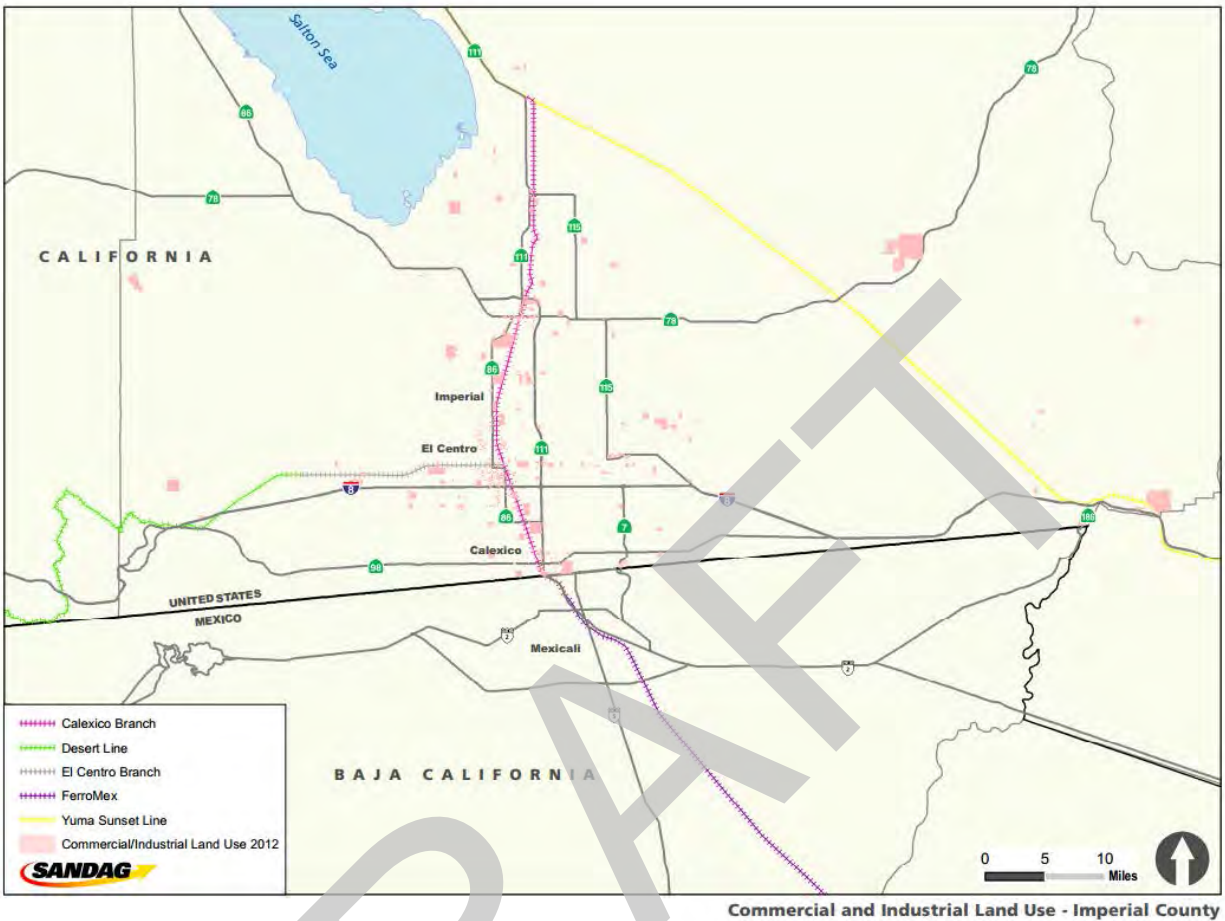 Salton Sea
111
78
86
78
115
CALIFORNIA
111
78
86
115
Imperial
El Centro
111
8
8
86
7
186
Calexico
98
UNITED STATES
MEXICO
2
Mexicali
2
5
BAJA CALIFORNIA
DRAFT
Calexico Branch
Desert Line
El Centro Branch
FerroMex
Yuma Sunset Line
Commercial/Industrial Land Use 2012
SANDAG
0 5 10
Miles
Commercial and Industrial Land Use - Imperial County